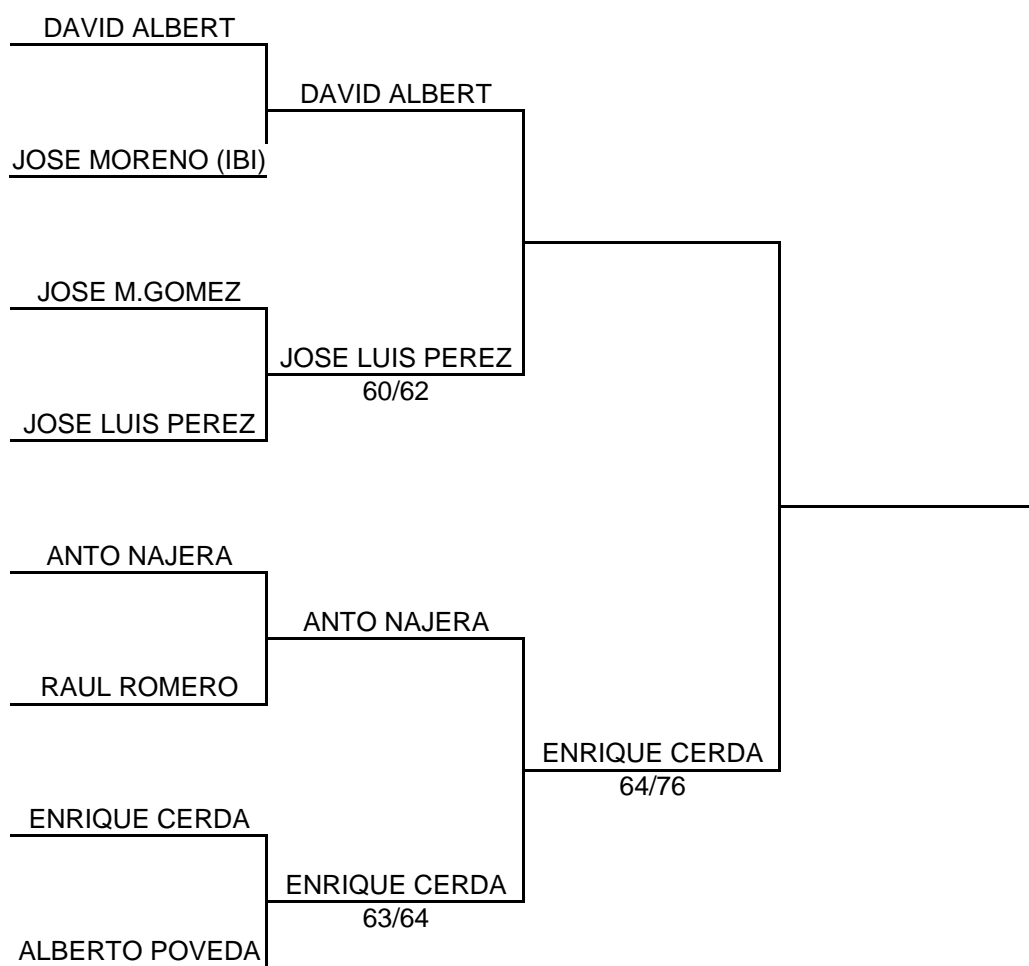 DAVID ALBERT
DAVID ALBERT
JOSE MORENO (IBI)
JOSE M.GOMEZ
JOSE LUIS PEREZ
60/62
JOSE LUIS PEREZ
ANTO NAJERA
ANTO NAJERA
RAUL ROMERO
ENRIQUE CERDA
64/76
ENRIQUE CERDA
ENRIQUE CERDA
63/64
ALBERTO POVEDA